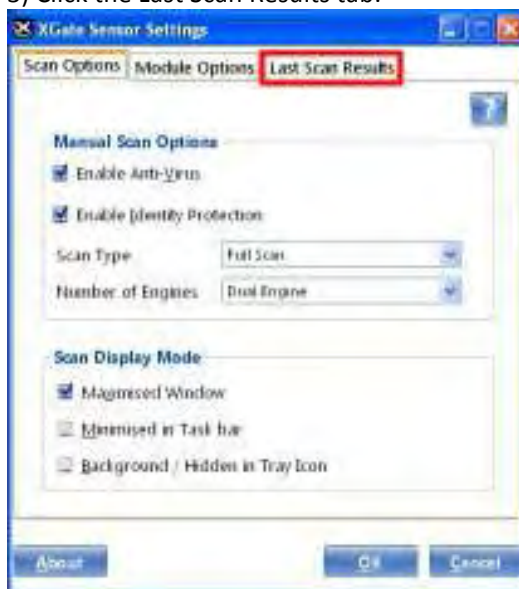 3) Click the Last Scan Results tab.
XGate Sensor Settings
Scan Options Module Options Last Scan Results
?
Manual Scan Options
Enable Anti-Virus
Enable Identity Protection
Scan Type Full Scan
Number of Engines Dual Engine
Scan Display Mode
Maximised Window
Minimised in Task bar
Background / Hidden in Tray Icon
About OK Cancel